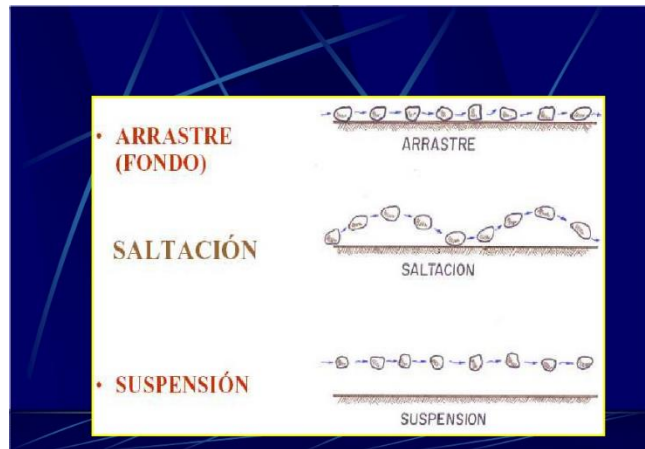 • ARRASTRE
(FONDO)
ARRASTRE
SALTACIÓN
SALTACION
• SUSPENSIÓN
SUSPENSION